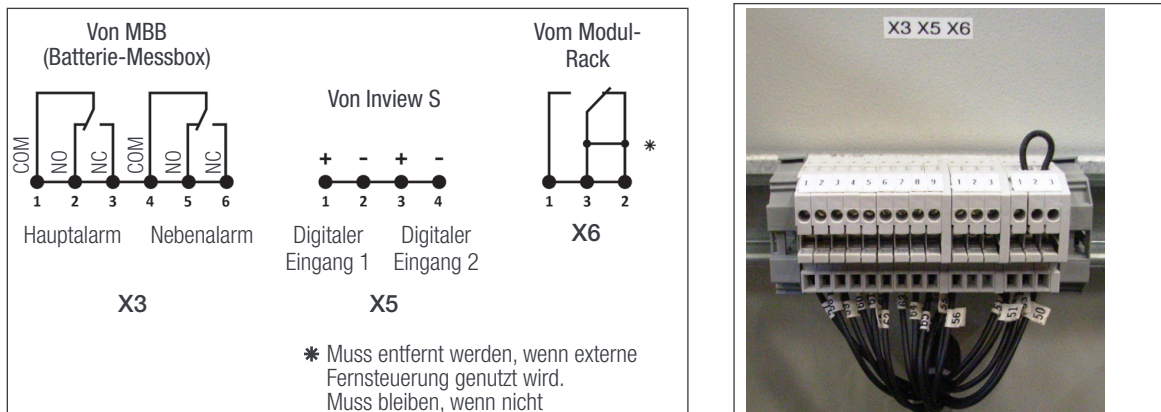 Von MBB
(Batterie-Messbox)
COM NO NC COM NO NC
1 2 3 4 5 6
Hauptalarm Nebenalarm
X3
Von Inview S
+ - + -
1 2 3 4
Digitaler Eingang 1
Digitaler Eingang 2
X5
Vom Modul-
Rack
*
1 3 2
X6
* Muss entfernt werden, wenn externe
Fernsteuerung genutzt wird.
Muss bleiben, wenn nicht
X3 X5 X6
1 2 3 4 5 6 7 8 9 1 2 3 1 2 3
56 51 50